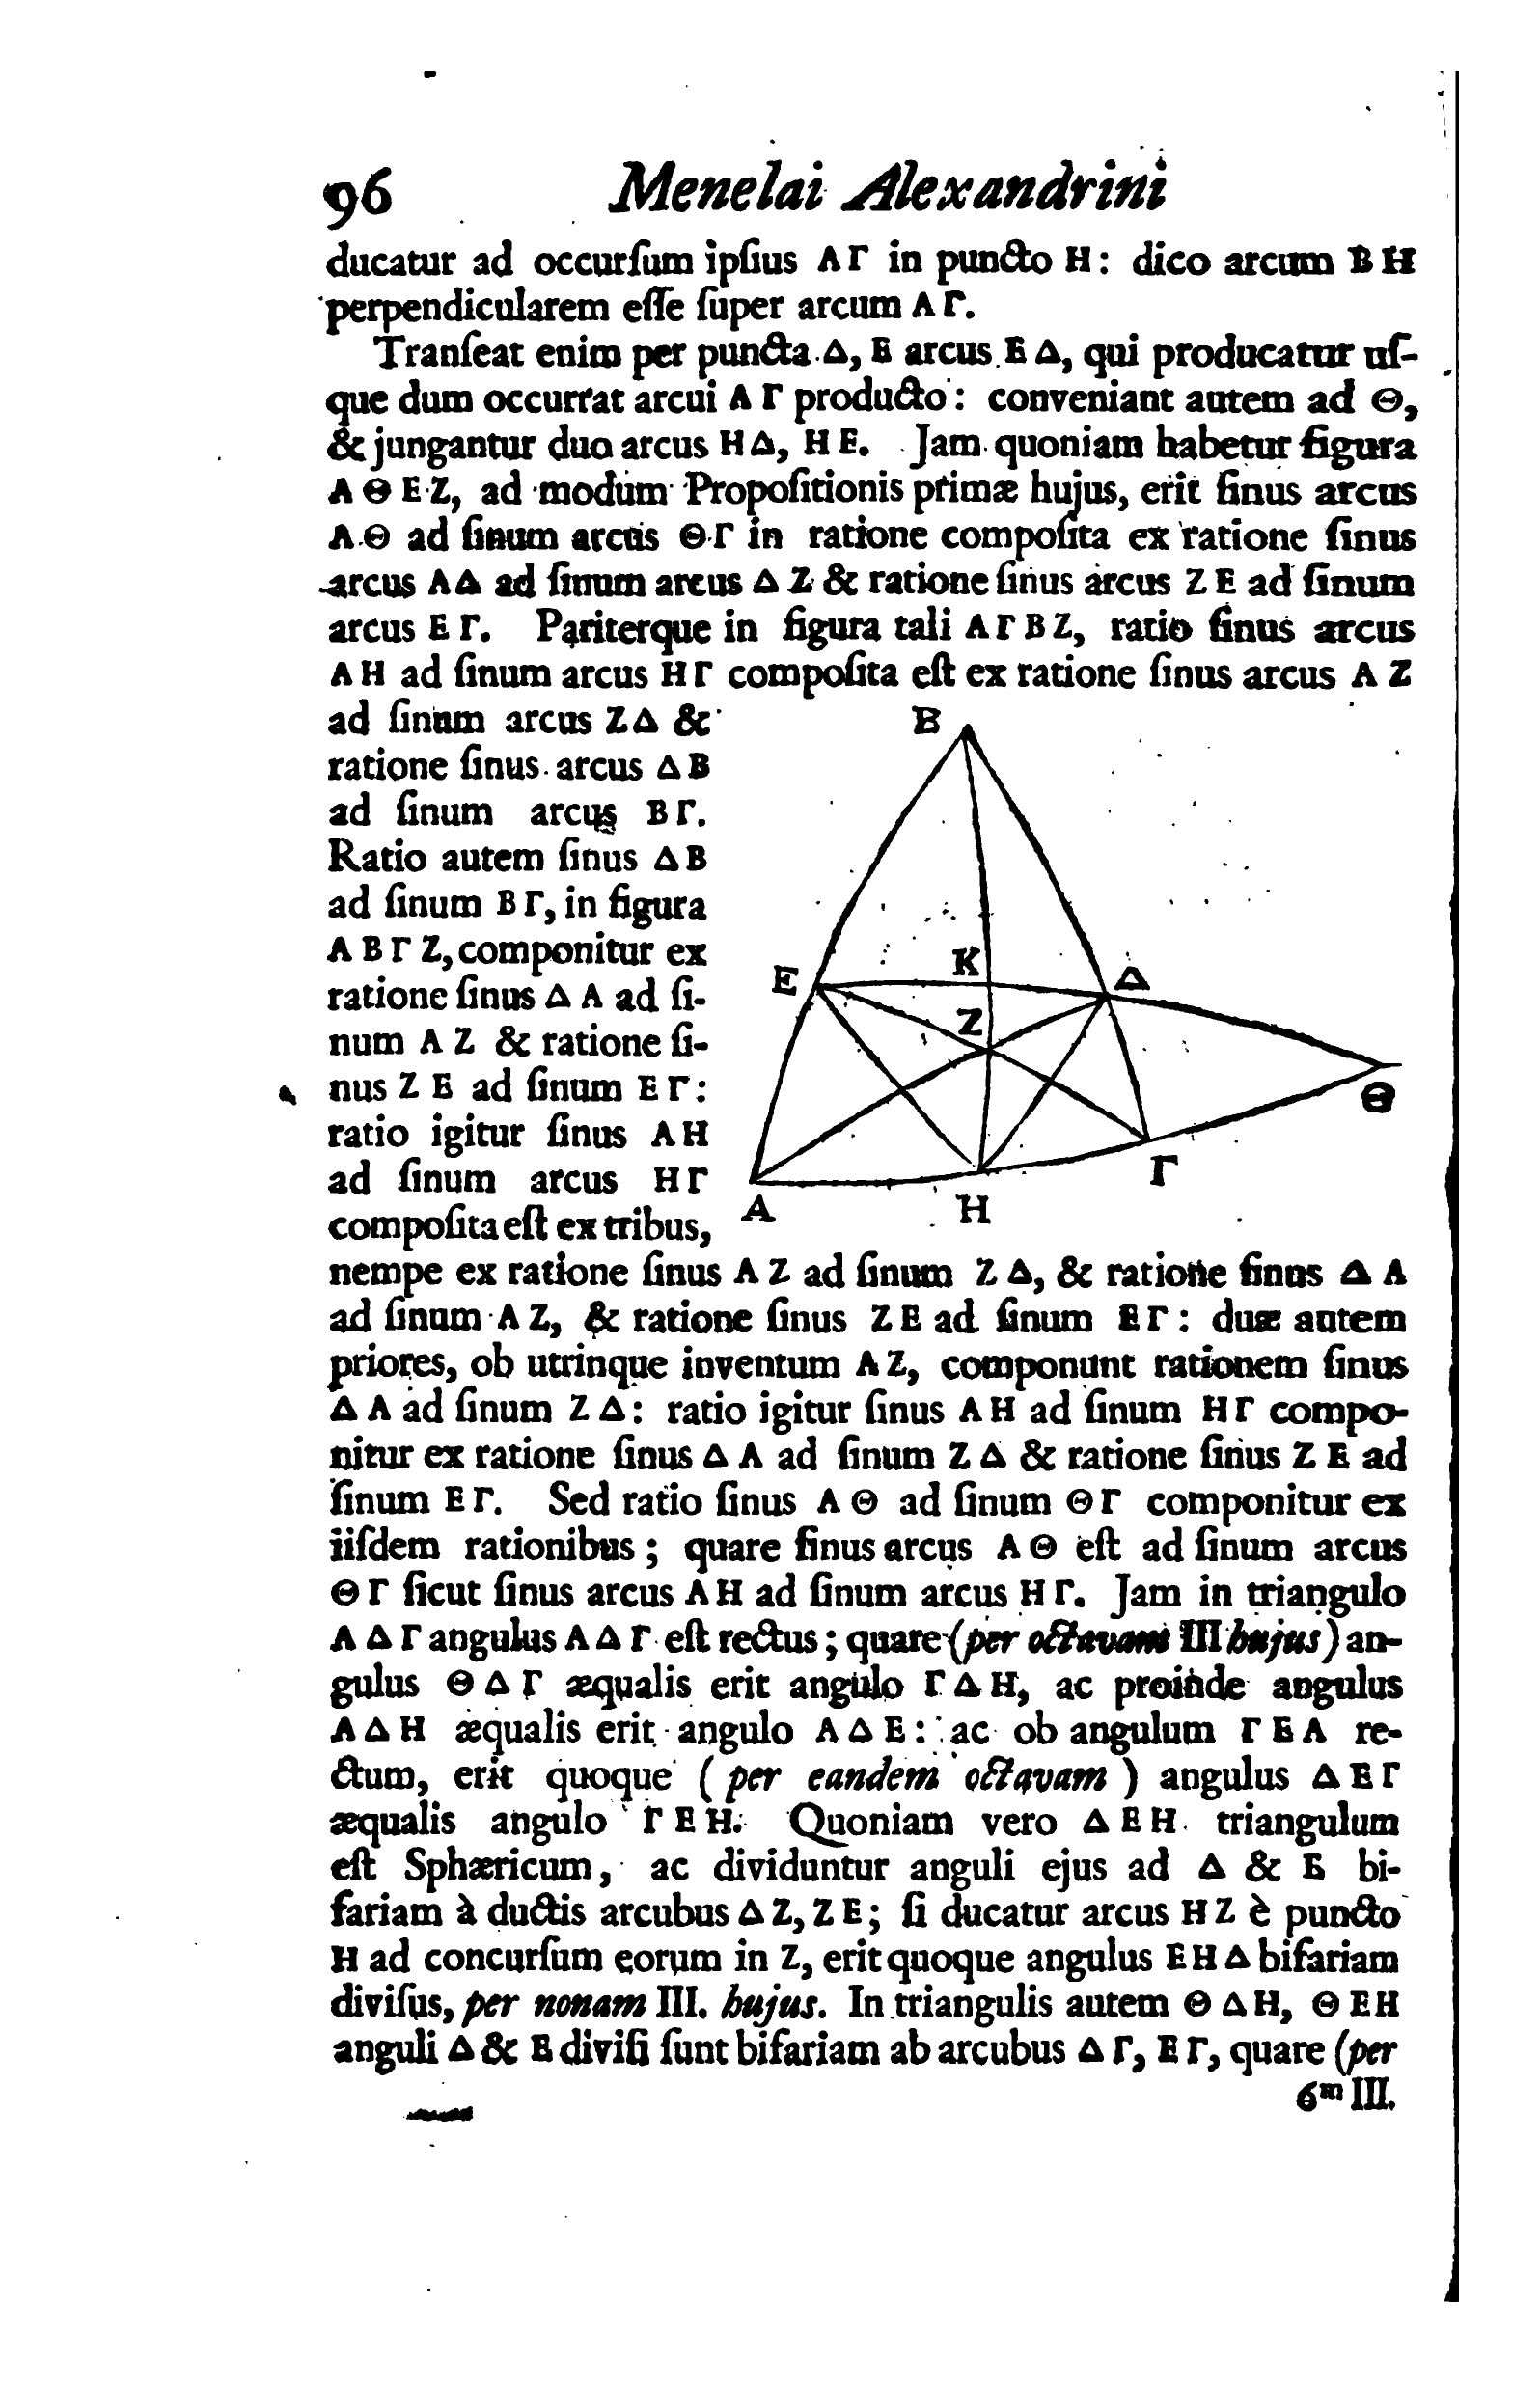 96 Menelai Alexandrini
ducatur ad occurſum ipſius Α Γ in puncto Η: dico arcum Β Η
perpendicularem eſſe ſuper arcum Α Γ.
Tranſeat enim per puncta Δ, Ε arcus Ε Δ, qui producatur uſ-
que dum occurrat arcui Α Γ producto: conveniant autem ad Θ,
& jungantur duo arcus Η Δ, Η Ε. Jam quoniam habetur figura
Α Θ Ε Ζ, ad modum Propoſitionis primæ hujus, erit ſinus arcus
Α Θ ad ſinum arcus Θ Γ in ratione compoſita ex ratione ſinus
arcus Α Δ ad ſinum arcus Δ Ζ & ratione ſinus arcus Ζ Ε ad ſinum
arcus Ε Γ. Pariterque in figura tali Α Γ Β Ζ, ratio ſinus arcus
Α Η ad ſinum arcus Η Γ compoſita eſt ex ratione ſinus arcus Α Ζ
ad ſinum arcus Ζ Δ &
ratione ſinus arcus Δ Β
ad ſinum arcus Β Γ.
Ratio autem ſinus Δ Β
ad ſinum Β Γ, in figura
Α Β Γ Ζ, componitur ex
ratione ſinus Δ Α ad ſi-
num Α Ζ & ratione ſi-
nus Ζ Ε ad ſinum Ε Γ:
ratio igitur ſinus Α Η
ad ſinum arcus Η Γ
compoſita eſt ex tribus,
Β
Ε
Κ
Δ
Ζ
Θ
Γ
Α
Η
nempe ex ratione ſinus Α Ζ ad ſinum Ζ Δ, & ratione ſinus Δ Α
ad ſinum Α Ζ, & ratione ſinus Ζ Ε ad ſinum Ε Γ: duæ autem
priores, ob utrinque inventum Α Ζ, componunt rationem ſinus
Δ Α ad ſinum Ζ Δ: ratio igitur ſinus Α Η ad ſinum Η Γ compo-
nitur ex ratione ſinus Δ Α ad ſinum Ζ Δ & ratione ſinus Ζ Ε ad
ſinum Ε Γ. Sed ratio ſinus Α Θ ad ſinum Θ Γ componitur ex
iiſdem rationibus; quare ſinus arcus Α Θ eſt ad ſinum arcus
Θ Γ ſicut ſinus arcus Α Η ad ſinum arcus Η Γ. Jam in triangulo
Α Δ Γ angulus Α Δ Γ eſt rectus; quare (per octavam III hujus) an-
gulus Θ Δ Γ æqualis erit angulo Γ Δ Η, ac proinde angulus
Α Δ Η æqualis erit angulo Α Δ Ε: ac ob angulum Γ Ε Α re-
ctum, erit quoque (per eandem octavam) angulus Δ Ε Γ
æqualis angulo Γ Ε Η. Quoniam vero Δ Ε Η triangulum
eſt Sphæricum, ac dividuntur anguli ejus ad Δ & Ε bi-
fariam à ductis arcubus Δ Ζ, Ζ Ε; ſi ducatur arcus Η Ζ è puncto
Η ad concurſum eorum in Ζ, erit quoque angulus Ε Η Δ bifariam
diviſus, per nonam III. hujus. In triangulis autem Θ Δ Η, Θ Ε Η
anguli Δ & Ε diviſi ſunt bifariam ab arcubus Δ Γ, Ε Γ, quare (per
6m III.